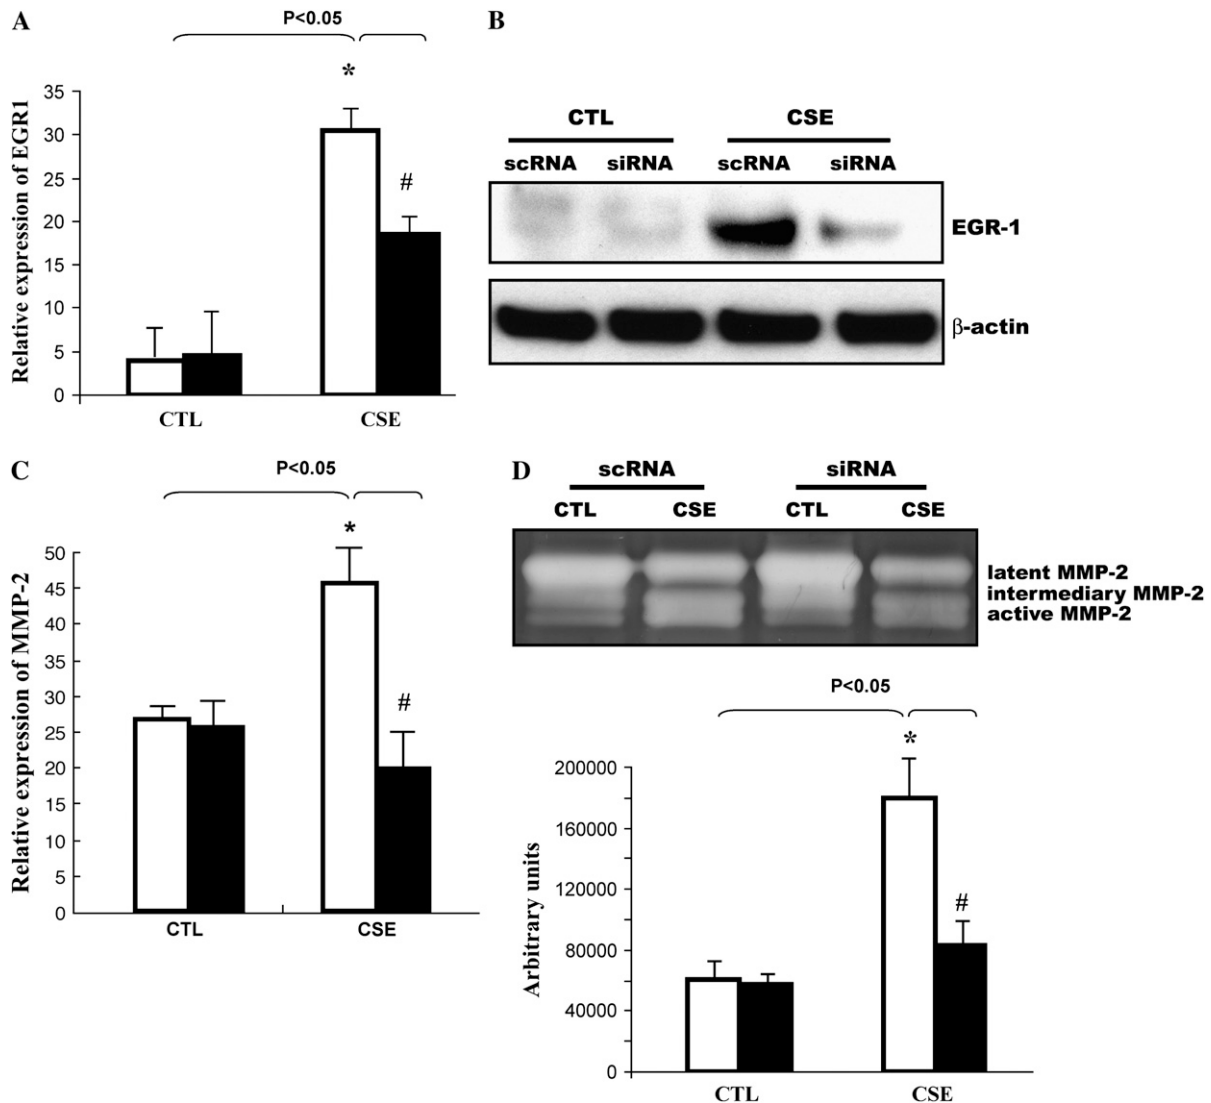 A
P<0.05
*
#
Relative expression of EGR1
35
30
25
20
15
10
5
0
CTL CSE
B
CTL CSE
scRNA siRNA scRNA siRNA
EGR-1
β-actin
C
P<0.05
*
#
Relative expression of MMP-2
50
45
40
35
30
25
20
15
10
5
0
CTL CSE
D
scRNA siRNA
CTL CSE CTL CSE
latent MMP-2
intermediary MMP-2
active MMP-2
P<0.05
*
#
Arbitrary units
200000
160000
120000
80000
40000
0
CTL CSE